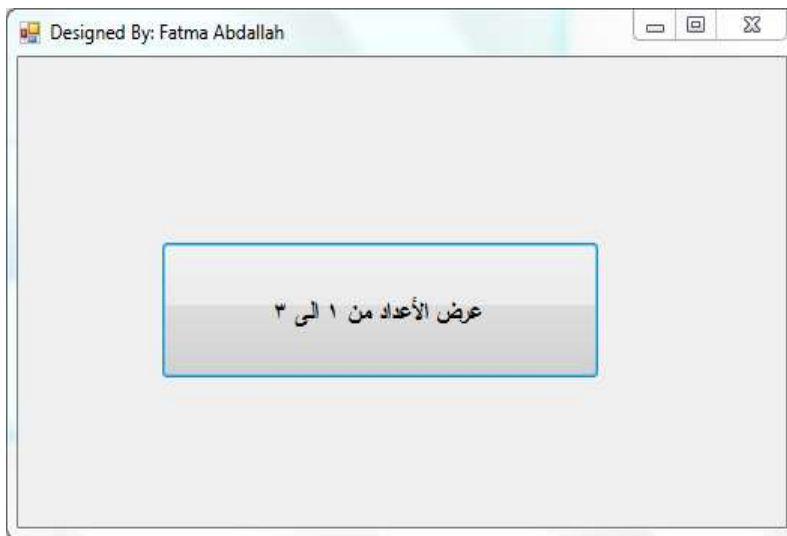 Designed By: Fatma Abdallah
عرض الأعداد من ١ الى ٣